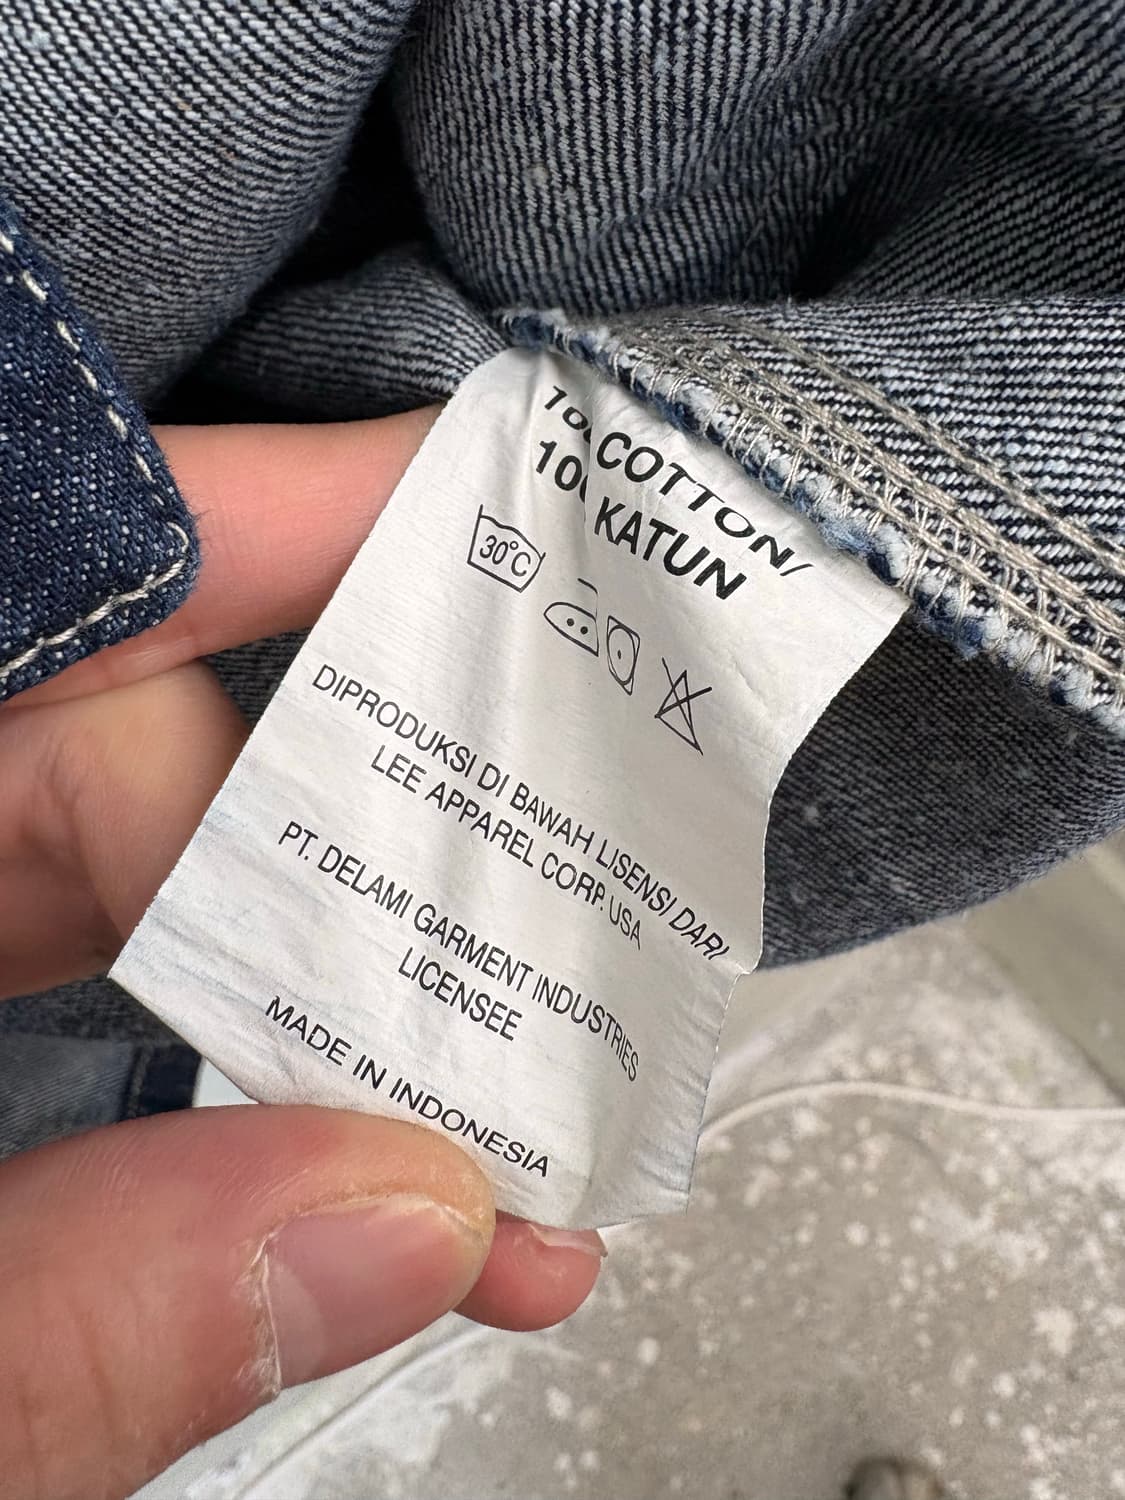 COTTON/
KATUN
30°C
DIPRODUKSI DI BAWAH LISENSI DARI
LEE APPAREL CORP. USA
PT. DELAMI GARMENT INDUSTRIES
LICENSEE
MADE IN INDONESIA